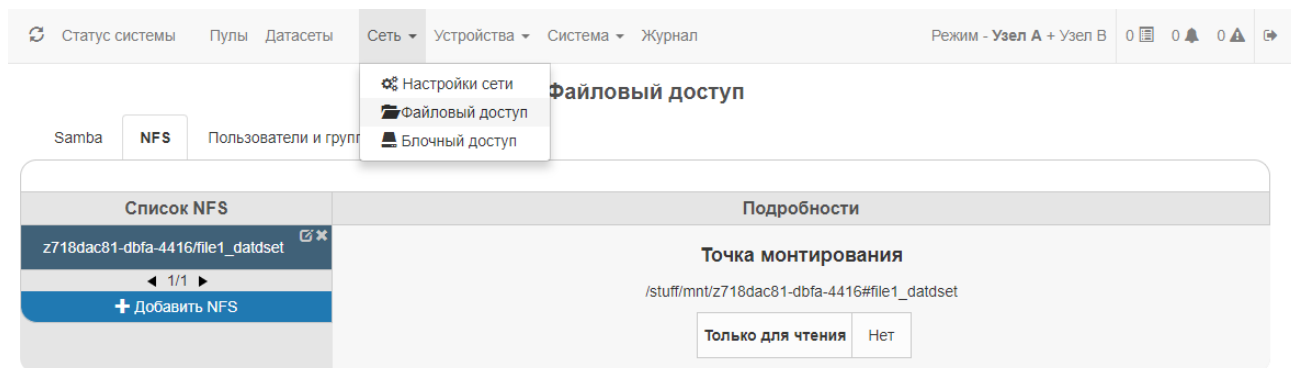 Статус системы Пулы Датасеты Сеть Устройства Система Журнал Режим - Узел А + Узел В 0 0 0
Настройки сети
Файловый доступ
Файловый доступ
Блочный доступ
Samba NFS Пользователи и груп
Список NFS Подробности
z718dac81-dbfa-4416/file1_datdset
Точка монтирования
1/1
/stuff/mnt/z718dac81-dbfa-4416#file1_datdset
Добавить NFS
Только для чтения Нет